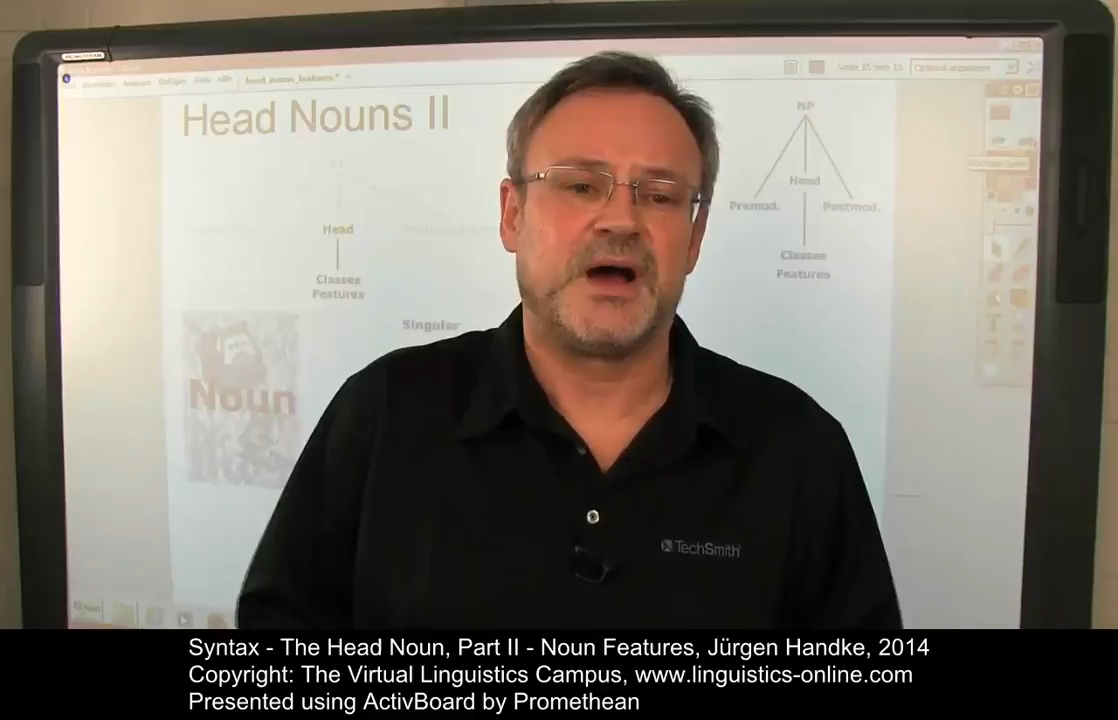 PROMETHEAN
head_nouns_features *
Head Nouns II
NP
Head
Premod.
Postmod.
Classes
Features
Head
Classes
Features
Singular
Noun
TechSmith
Syntax - The Head Noun, Part II - Noun Features, Jürgen Handke, 2014
Copyright: The Virtual Linguistics Campus, www.linguistics-online.com
Presented using ActivBoard by Promethean